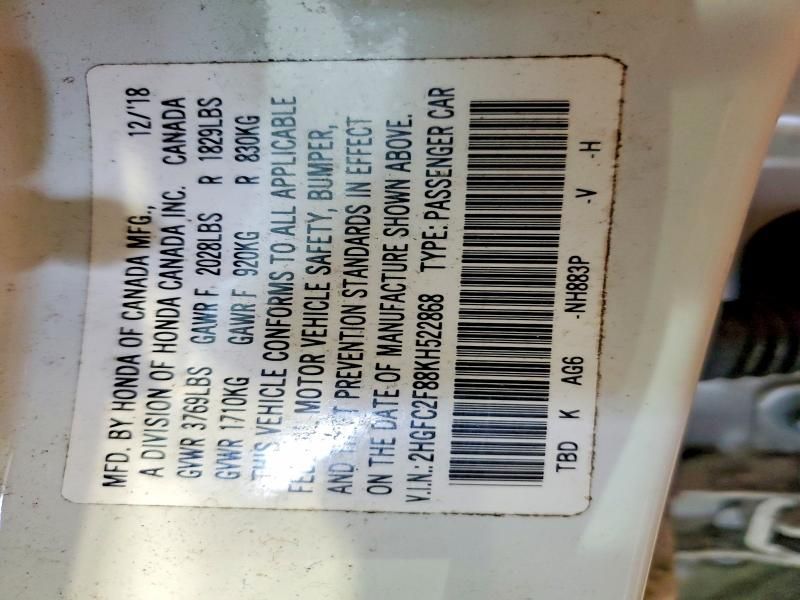 MFD. BY HONDA OF CANADA MFG., 12/'18
A DIVISION OF HONDA CANADA INC. CANADA
GVWR 3769LBS GAWR F 2028LBS R 1829LBS
GVWR 1710KG GAWR F 920KG R 830KG
THIS VEHICLE CONFORMS TO ALL APPLICABLE
MOTOR VEHICLE SAFETY, BUMPER,
AND PREVENTION STANDARDS IN EFFECT
ON THE DATE OF MANUFACTURE SHOWN ABOVE.
V.I.N.: 2HGFC2F88KH522868 TYPE: PASSENGER CAR
TBD K AG6 -NH883P -V -H